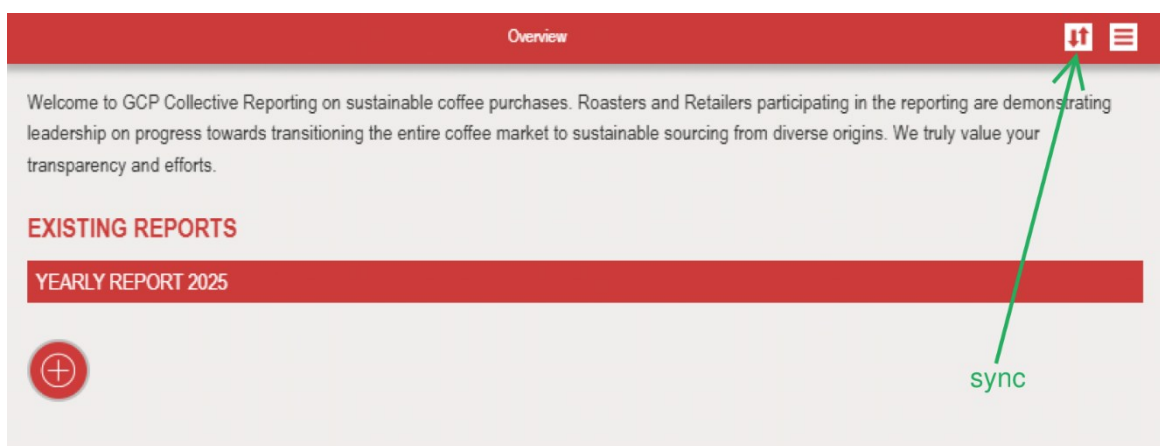 Overview
Welcome to GCP Collective Reporting on sustainable coffee purchases. Roasters and Retailers participating in the reporting are demonstrating
leadership on progress towards transitioning the entire coffee market to sustainable sourcing from diverse origins. We truly value your
transparency and efforts.
EXISTING REPORTS
YEARLY REPORT 2025
sync